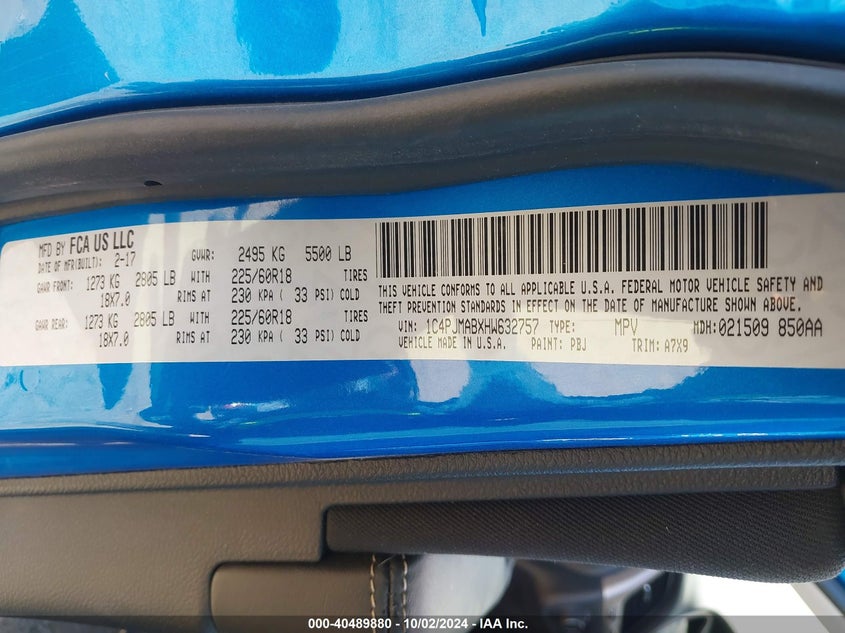 MFD BY FCA US LLC
DATE OF MFR(BUILT): 2-17 GVWR: 2495 KG 5500 LB
GAWR FRONT: 1273 KG 2805 LB WITH 225/60R18 TIRES
18X7.0 RIMS AT 230 KPA ( 33 PSI) COLD
GAWR REAR: 1273 KG 2805 LB WITH 225/60R18 TIRES
18X7.0 RIMS AT 230 KPA ( 33 PSI) COLD
THIS VEHICLE CONFORMS TO ALL APPLICABLE U.S.A. FEDERAL MOTOR VEHICLE SAFETY AND
THEFT PREVENTION STANDARDS IN EFFECT ON THE DATE OF MANUFACTURE SHOWN ABOVE.
VIN: 1C4PJMABXHW632757 TYPE: MPV MDH:021509 850AA
VEHICLE MADE IN U.S.A. PAINT: PBJ TRIM: A7X9
000-40489880 - 10/02/2024 - IAA Inc.